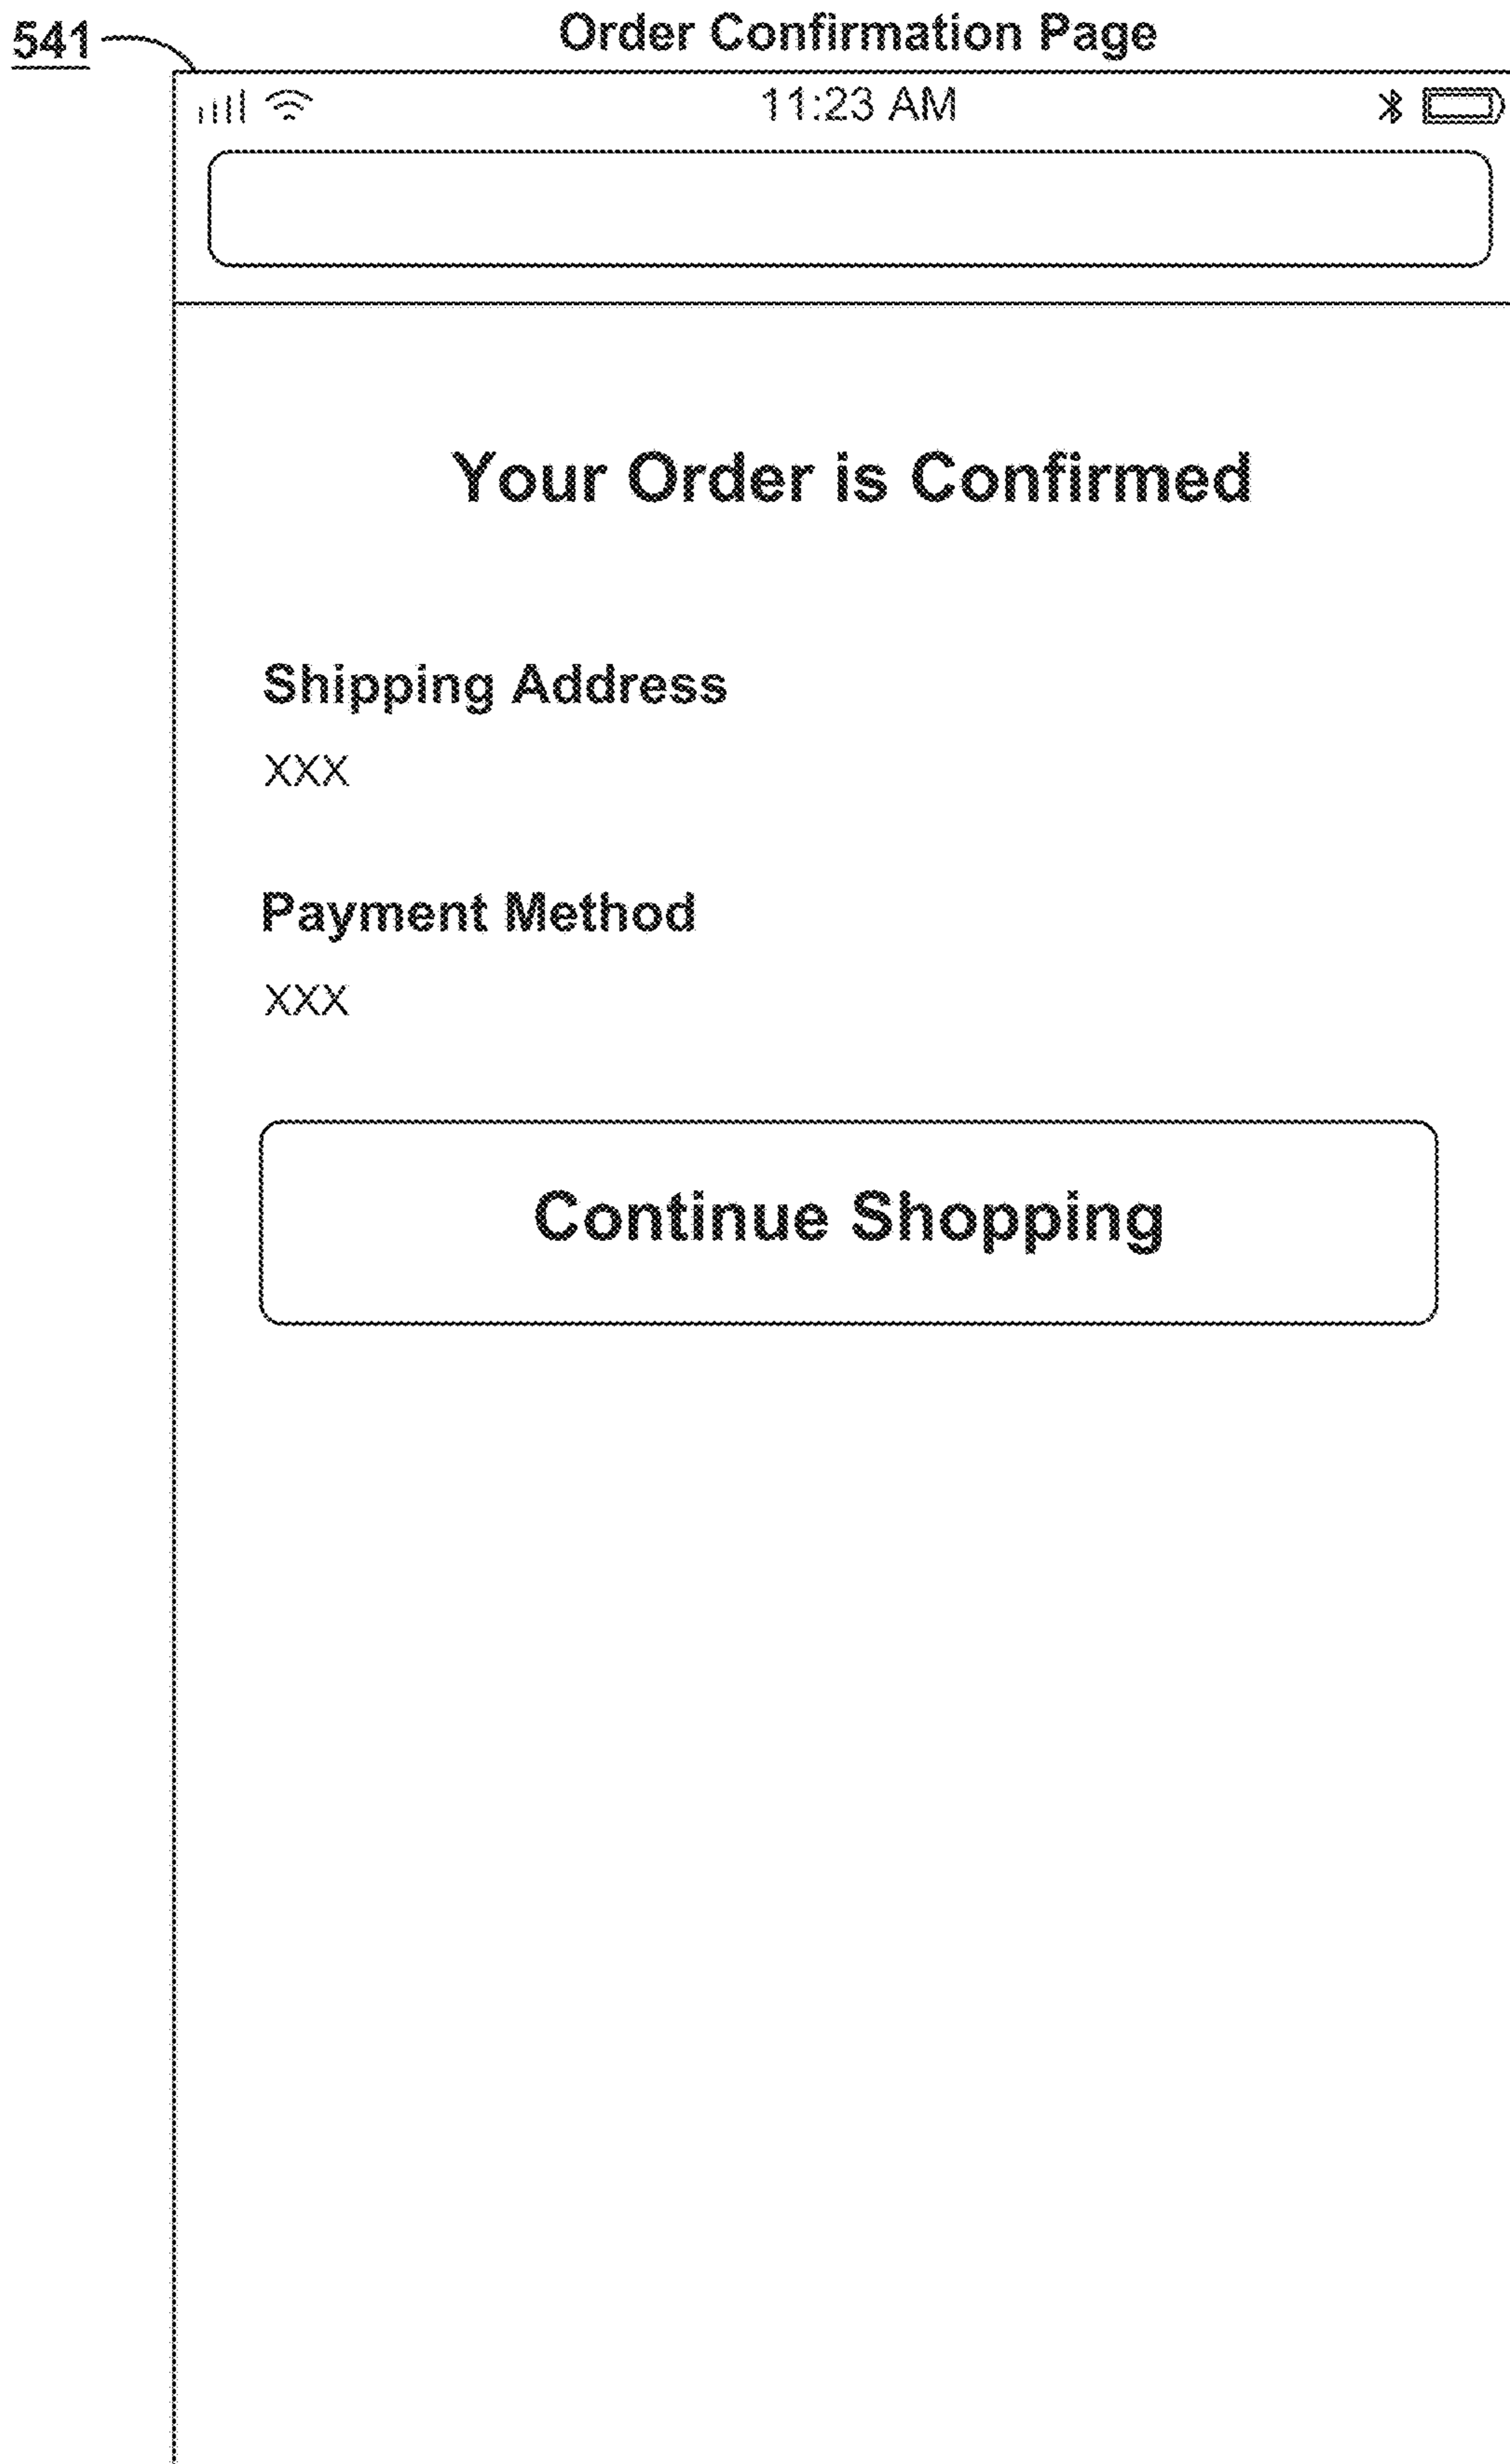 541
Order Confirmation Page
11:23 AM
Your Order is Confirmed
Shipping Address
XXX
Payment Method
XXX
Continue Shopping